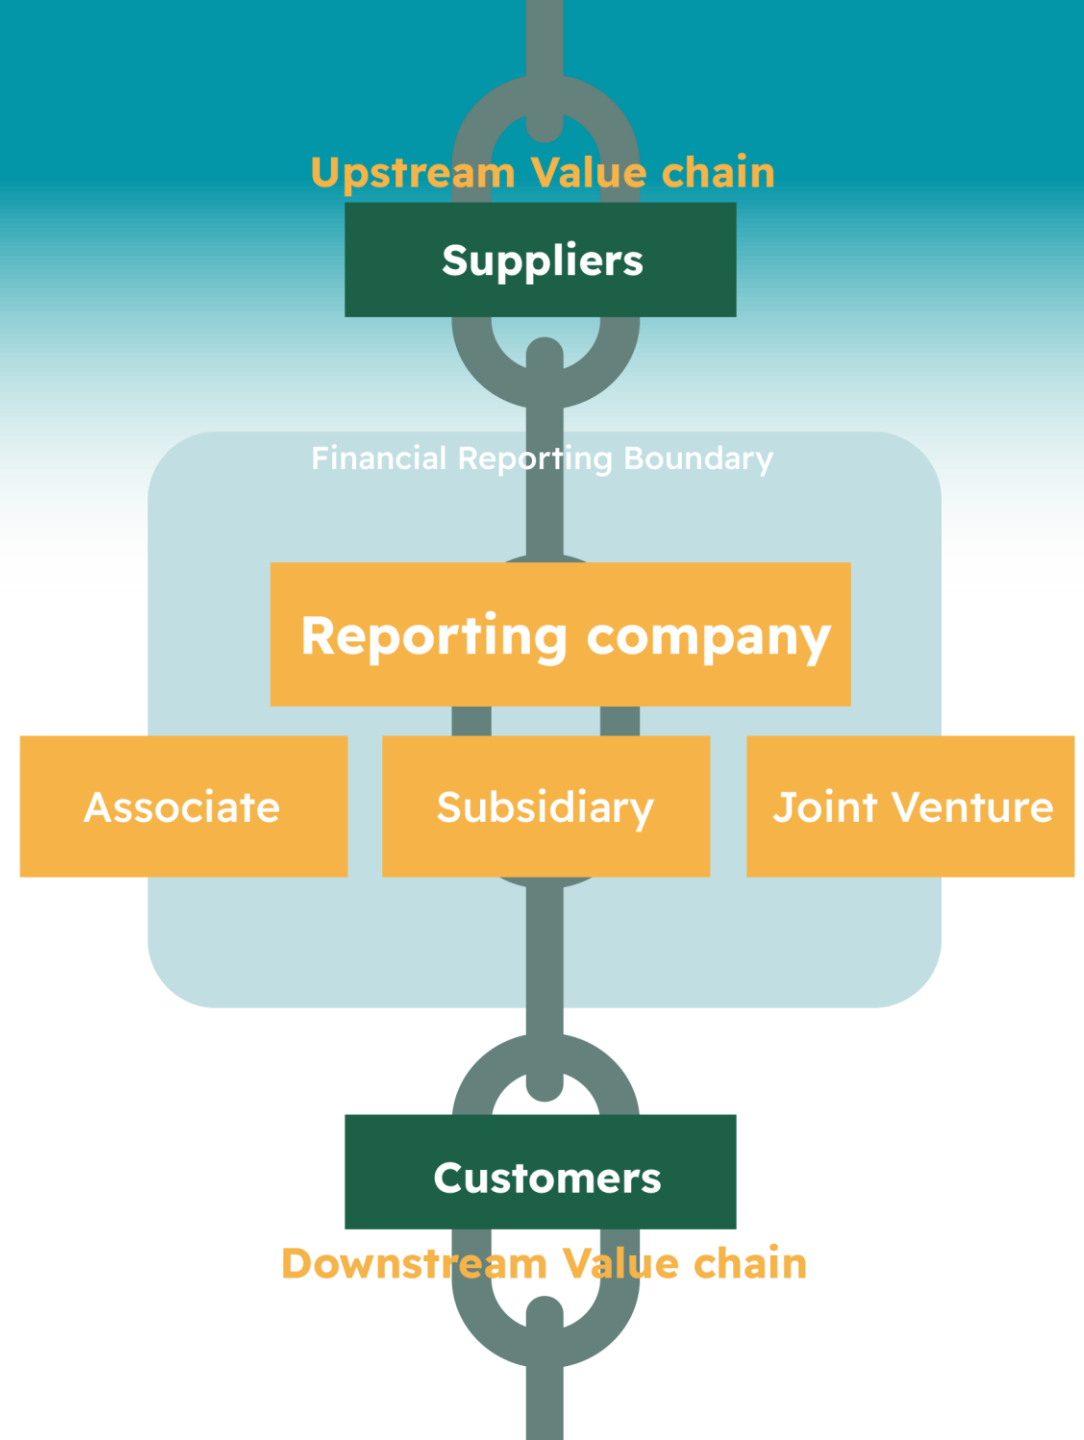 Upstream Value chain
Suppliers
Financial Reporting Boundary
Reporting company
Associate
Subsidiary
Joint Venture
Customers
Downstream Value chain